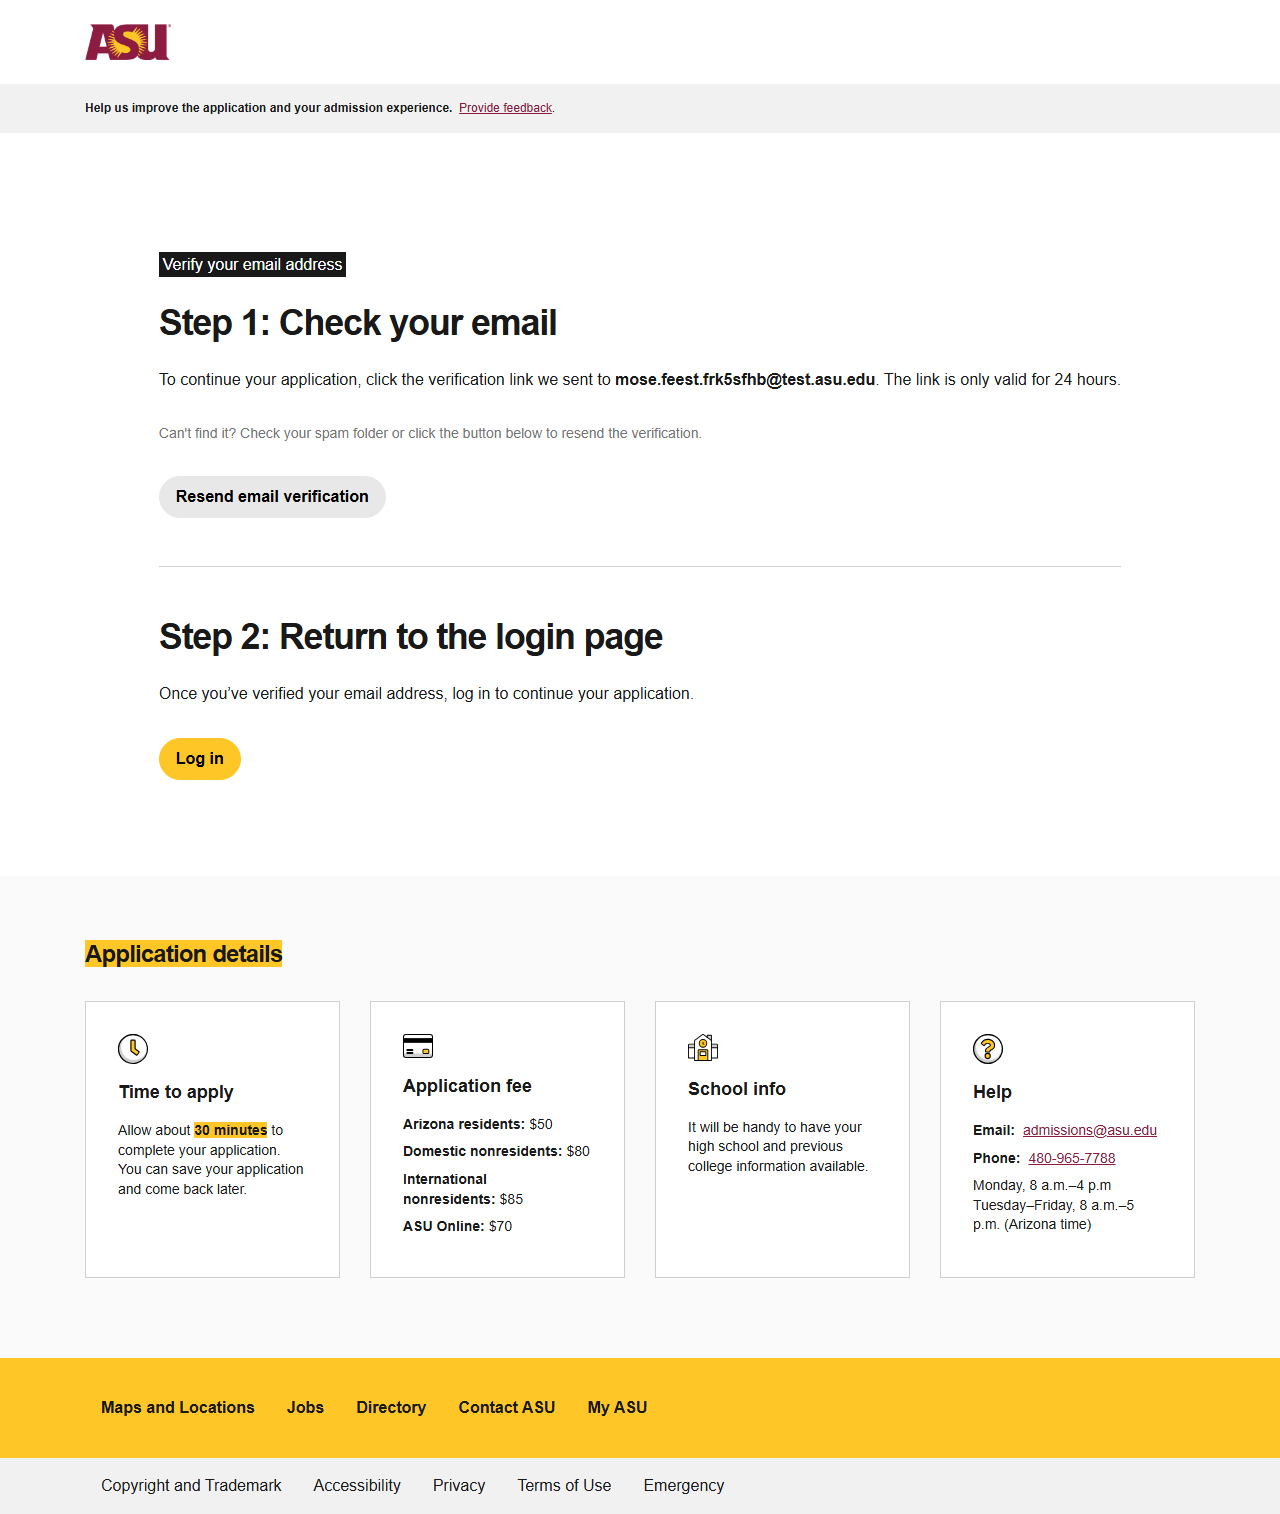 ASU
Help us improve the application and your admission experience. Provide feedback.
Verify your email address
Step 1: Check your email
To continue your application, click the verification link we sent to mose.feest.frk5sfhb@test.asu.edu. The link is only valid for 24 hours.
Can't find it? Check your spam folder or click the button below to resend the verification.
Resend email verification
Step 2: Return to the login page
Once you’ve verified your email address, log in to continue your application.
Log in
Application details
Time to apply
Allow about 30 minutes to
complete your application.
You can save your application
and come back later.
Application fee
Arizona residents: $50
Domestic nonresidents: $80
International
nonresidents: $85
ASU Online: $70
School info
It will be handy to have your
high school and previous
college information available.
Help
Email: admissions@asu.edu
Phone: 480-965-7788
Monday, 8 a.m.–4 p.m
Tuesday–Friday, 8 a.m.–5
p.m. (Arizona time)
Maps and Locations Jobs Directory Contact ASU My ASU
Copyright and Trademark Accessibility Privacy Terms of Use Emergency